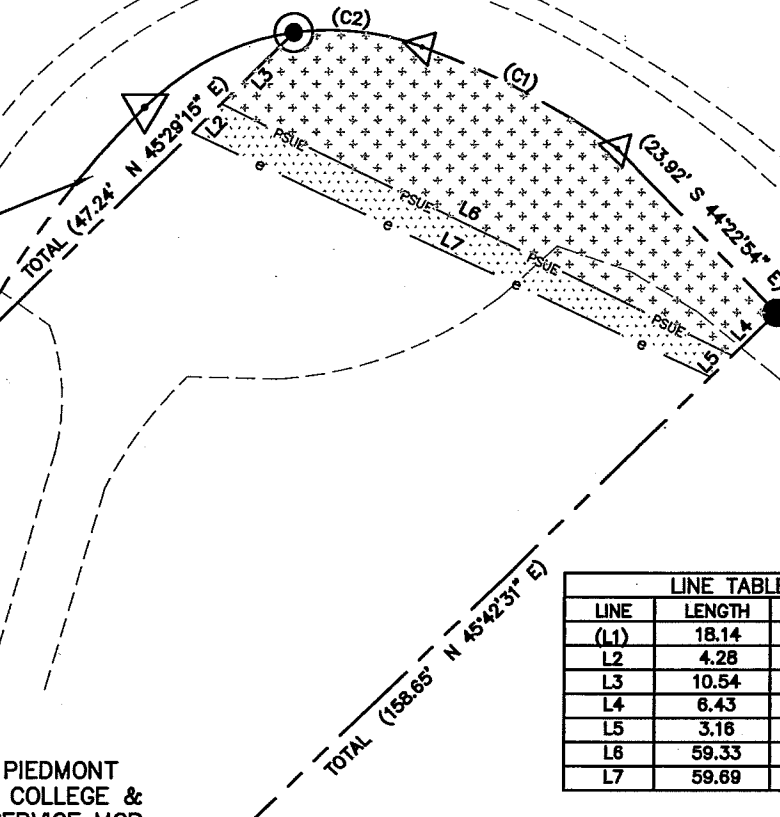 (C2)
(C1)
L3
L2
TOTAL (47.24' N 45°29'15" E)
(23.92' S 44°22'54" E)
PSUE
PSUE
PSUE
PSUE
L6
L7
e
e
e
e
L4
L5
TOTAL (158.65' N 45°42'31" E)
LINE TABLE
LINE LENGTH
(L1) 18.14
L2 4.28
L3 10.54
L4 6.43
L5 3.16
L6 59.33
L7 59.69
PIEDMONT
COLLEGE &